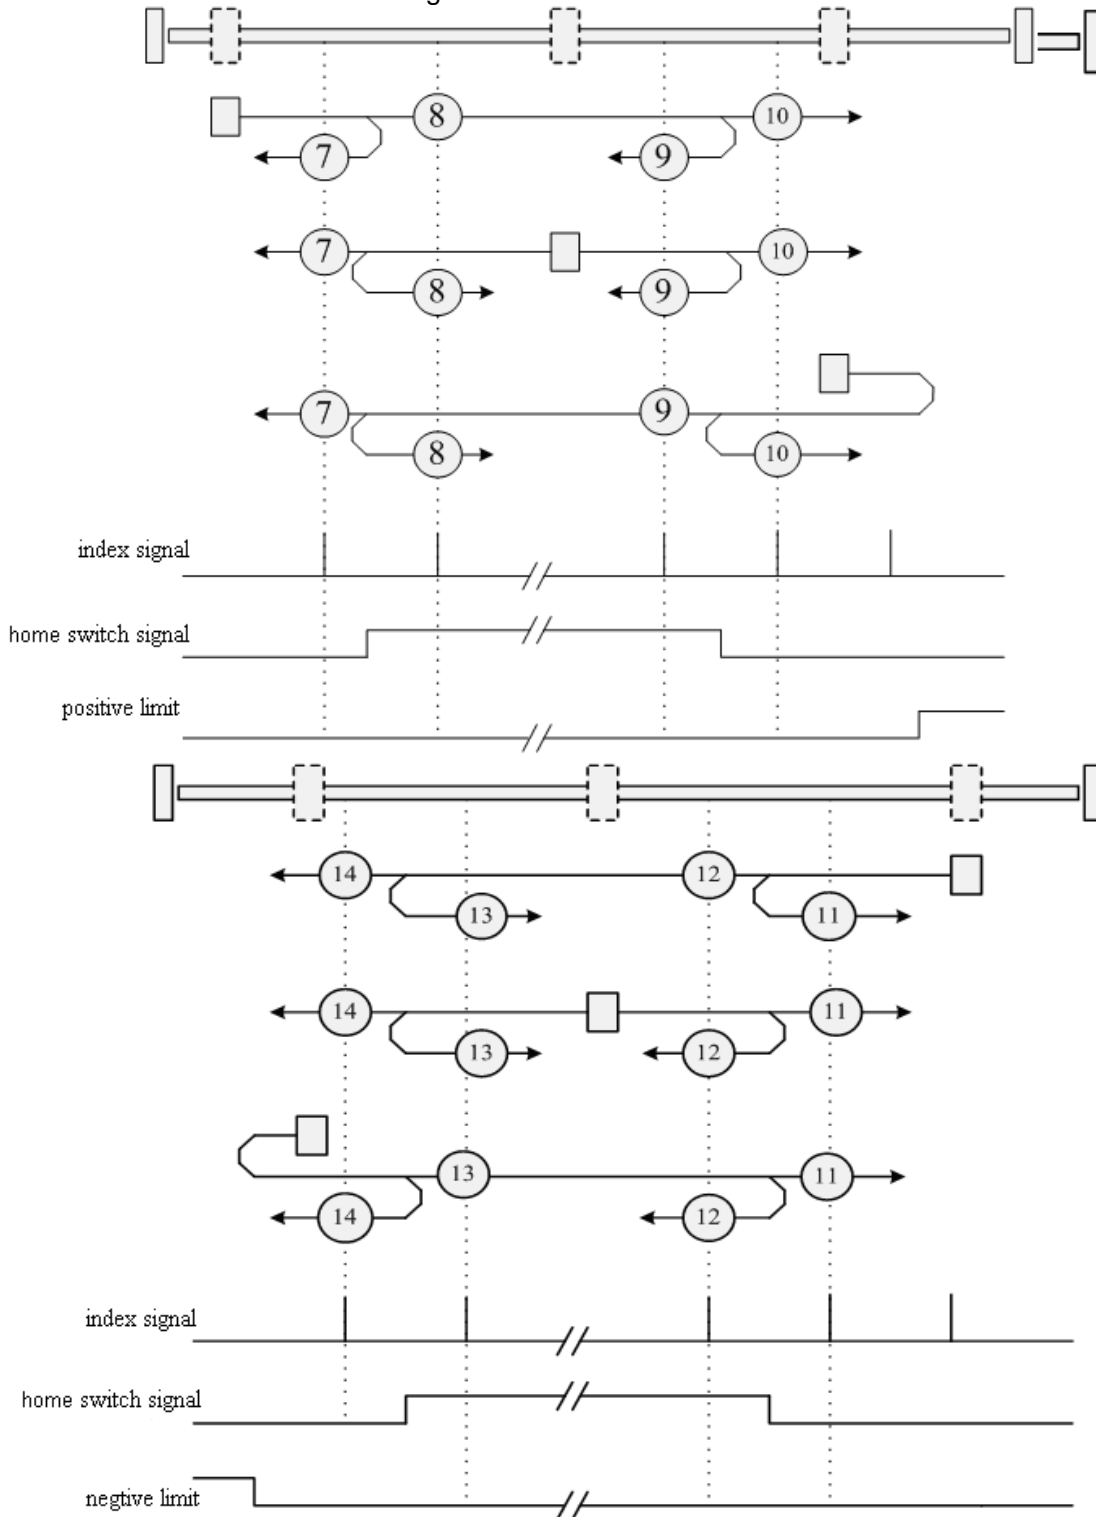 g
8 10
7 9
7 10
8 9
7 9
8 10
index signal
home switch signal
positive limit
14 12
13 11
14 11
13 12
13 11
14 12
index signal
home switch signal
negtive limit